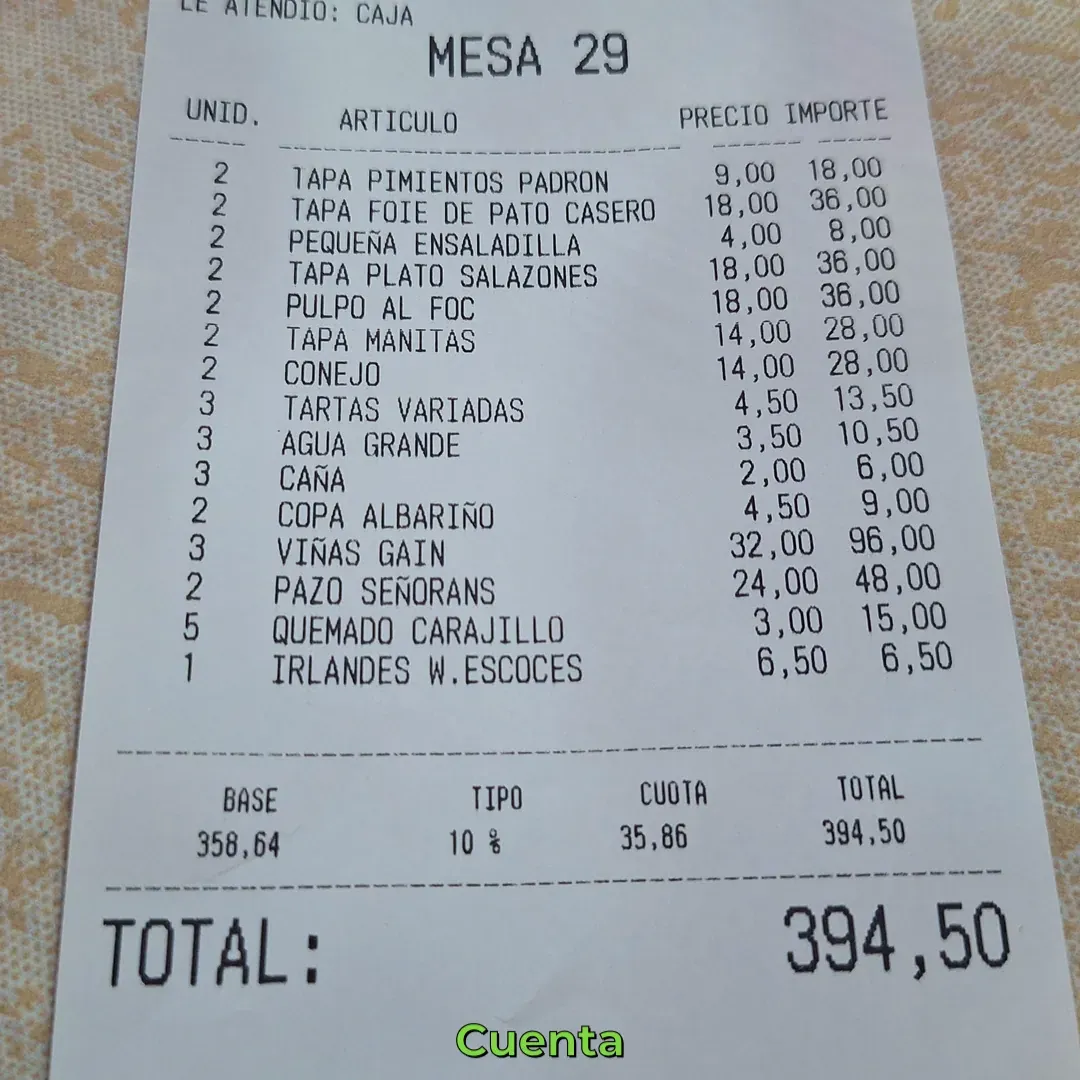 LE ATENDIO: CAJA
MESA 29
UNID. ARTICULO PRECIO IMPORTE
2 TAPA PIMIENTOS PADRON 9,00 18,00
2 TAPA FOIE DE PATO CASERO 18,00 36,00
2 PEQUEÑA ENSALADILLA 4,00 8,00
2 TAPA PLATO SALAZONES 18,00 36,00
2 PULPO AL FOC 18,00 36,00
2 TAPA MANITAS 14,00 28,00
2 CONEJO 14,00 28,00
3 TARTAS VARIADAS 4,50 13,50
3 AGUA GRANDE 3,50 10,50
3 CAÑA 2,00 6,00
2 COPA ALBARIÑO 4,50 9,00
3 VIÑAS GAIN 32,00 96,00
2 PAZO SEÑORANS 24,00 48,00
5 QUEMADO CARAJILLO 3,00 15,00
1 IRLANDES W.ESCOCES 6,50 6,50
BASE TIPO CUOTA TOTAL
358,64 10 % 35,86 394,50
TOTAL: 394,50
Cuenta